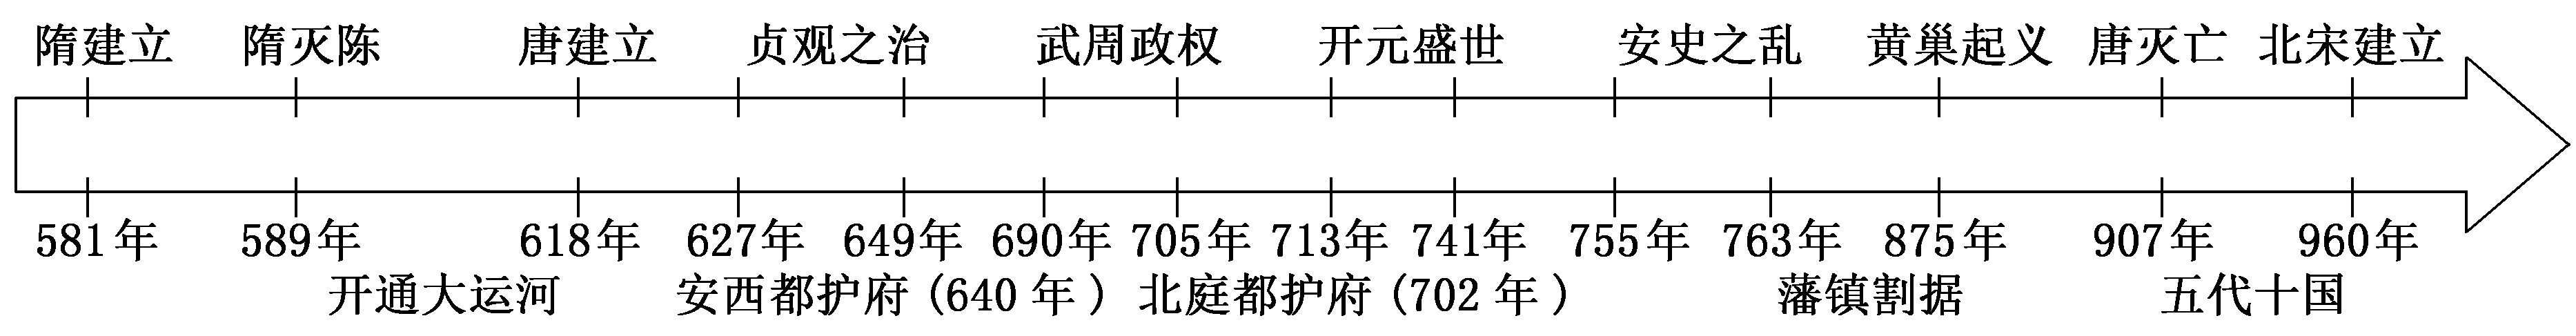 隋建立 隋灭陈 唐建立 贞观之治 武周政权 开元盛世 安史之乱 黄巢起义 唐灭亡 北宋建立
581年 589年 618年 627年 649年 690年 705年 713年 741年 755年 763年 875年 907年 960年
开通大运河 安西都护府(640年) 北庭都护府(702年) 藩镇割据 五代十国